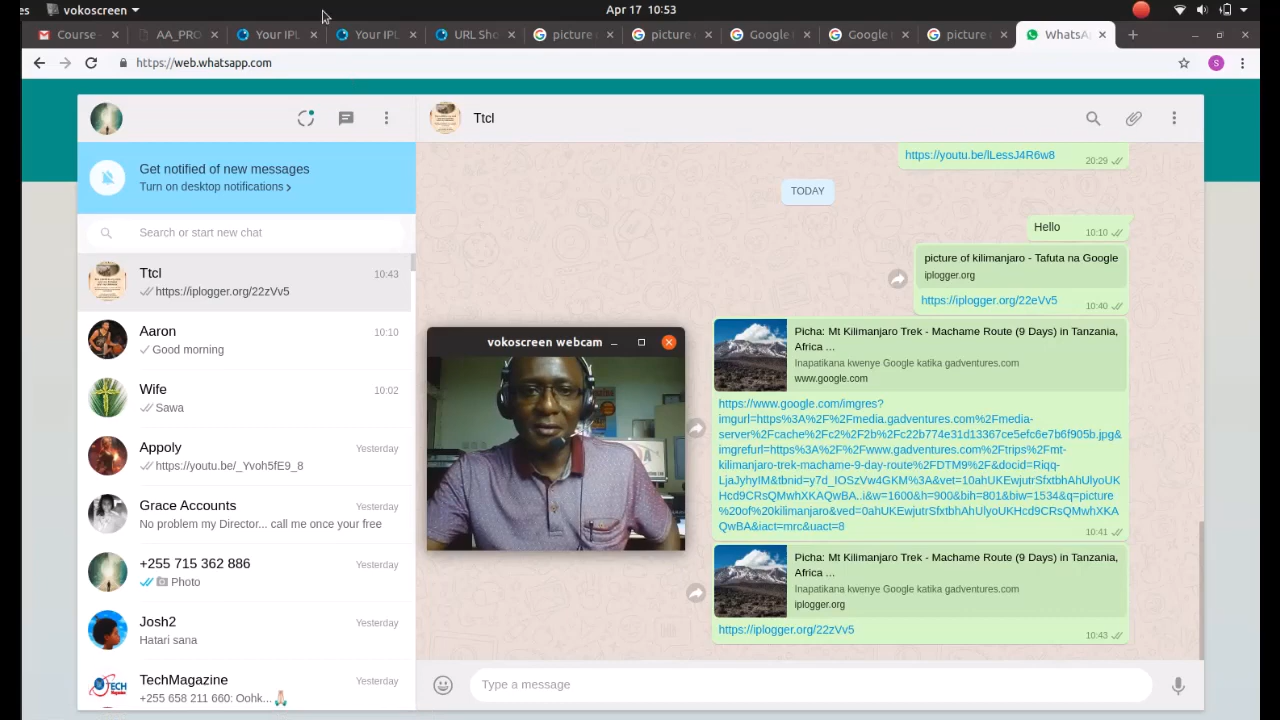 es vokoscreen Apr 17 10:53
Course - AA_PRO Your IPL Your IPL URL Sho picture picture Google Google picture WhatsA
https://web.whatsapp.com S
Ttcl
Get notified of new messages
Turn on desktop notifications
Search or start new chat
Ttcl 10:43
https://iplogger.org/22zVv5
Aaron 10:10
Good morning
Wife 10:02
Sawa
Appoly Yesterday
https://youtu.be/_Yvoh5fE9_8
Grace Accounts Yesterday
No problem my Director... call me once your free
+255 715 362 886 Yesterday
Photo
Josh2 Yesterday
Hatari sana
TechMagazine Yesterday
+255 658 211 660: Oohk...
https://youtu.be/lLessJ4R6w8 20:29
TODAY
Hello 10:10
picture of kilimanjaro - Tafuta na Google
iplogger.org
https://iplogger.org/22eVv5 10:40
Picha: Mt Kilimanjaro Trek - Machame Route (9 Days) in Tanzania,
Africa ...
Inapatikana kwenye Google katika gadventures.com
www.google.com
https://www.google.com/imgres?
imgurl=https%3A%2F%2Fmedia.gadventures.com%2Fmedia-
server%2Fcache%2Fc2%2F2b%2Fc22b774e31d13367ce5efc6e7b6f905b.jpg&
imgrefurl=https%3A%2F%2Fwww.gadventures.com%2Ftrips%2Fmt-
kilimanjaro-trek-machame-9-day-route%2FDTM9%2F&docid=Riqq-
LjaJyhyIM&tbnid=y7d_IOSzVw4GKM%3A&vet=10ahUKEwjutrSfxtbhAhUlyoUK
Hcd9CRsQMwhXKAQwBA..i&w=1600&h=900&bih=801&biw=1534&q=picture
%20of%20kilimanjaro&ved=0ahUKEwjutrSfxtbhAhUlyoUKHcd9CRsQMwhXKA
QwBA&iact=mrc&uact=8
10:41
Picha: Mt Kilimanjaro Trek - Machame Route (9 Days) in Tanzania,
Africa ...
Inapatikana kwenye Google katika gadventures.com
iplogger.org
https://iplogger.org/22zVv5 10:43
vokoscreen webcam
Type a message